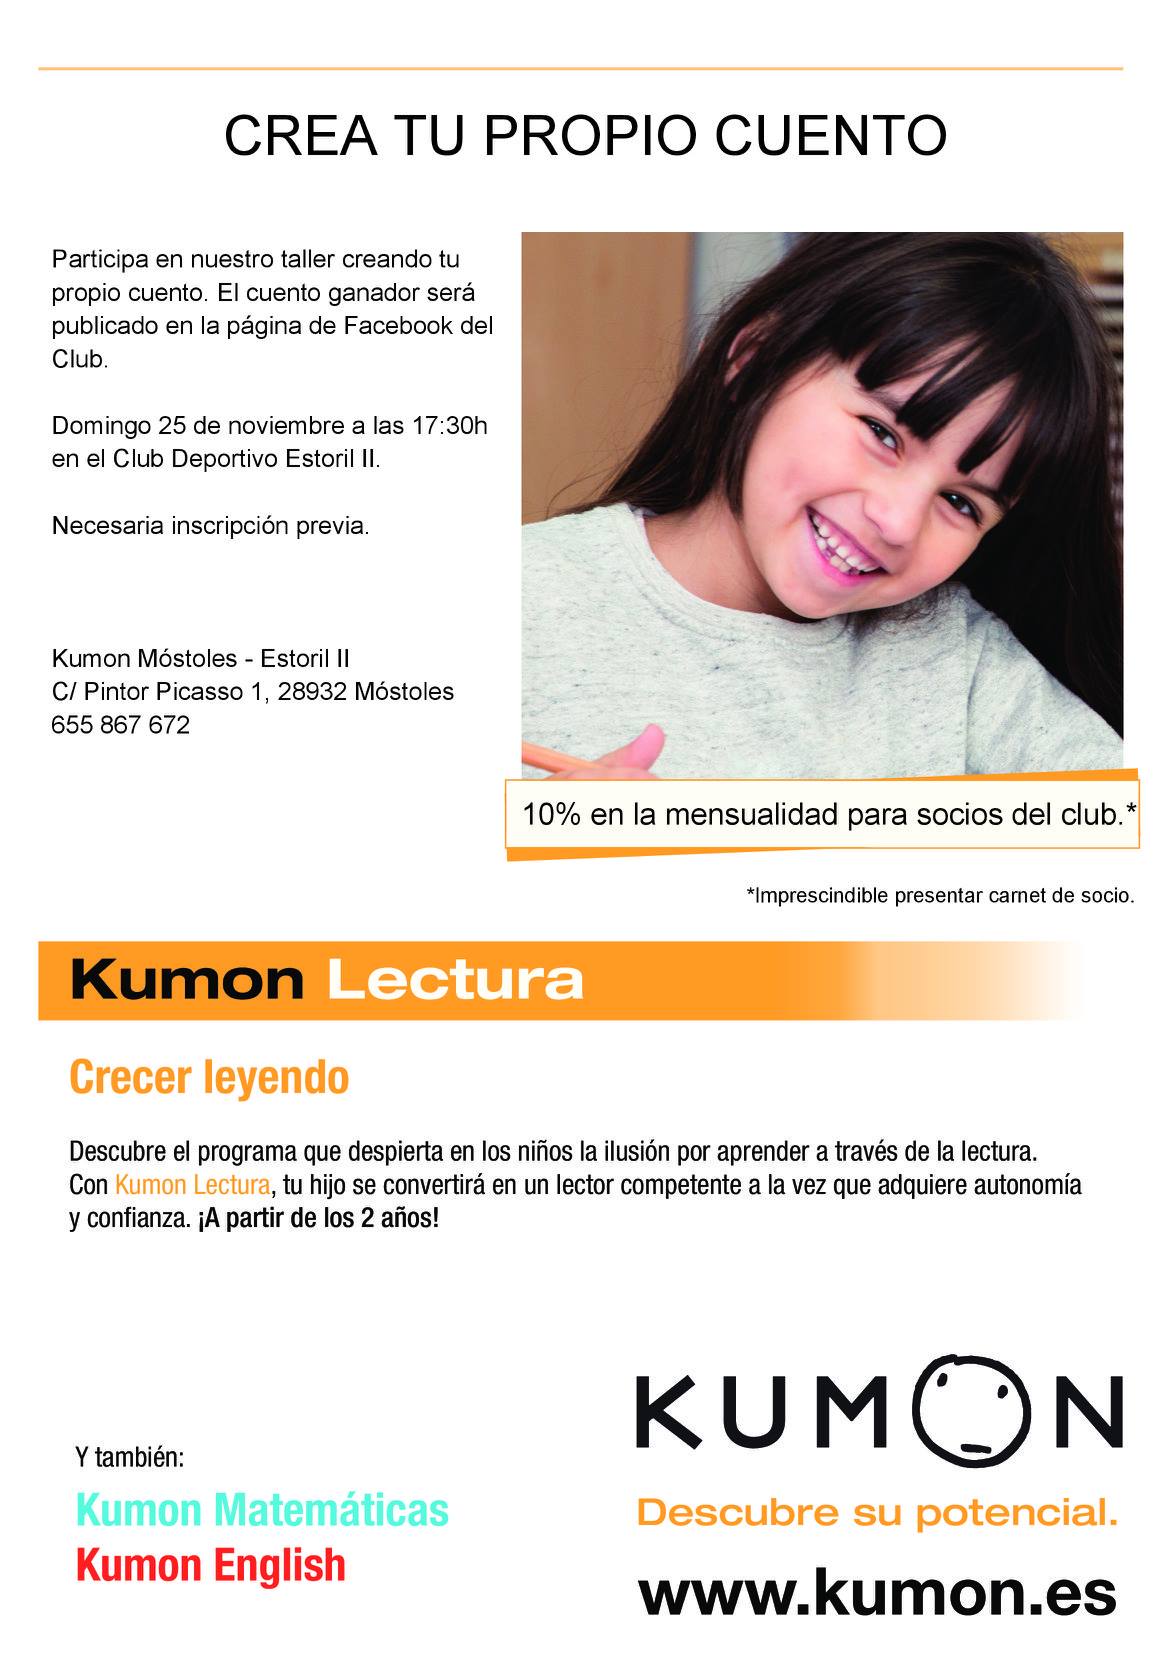 CREA TU PROPIO CUENTO
Participa en nuestro taller creando tu
propio cuento. El cuento ganador será
publicado en la página de Facebook del
Club.
Domingo 25 de noviembre a las 17:30h
en el Club Deportivo Estoril II.
Necesaria inscripción previa.
Kumon Móstoles - Estoril II
C/ Pintor Picasso 1, 28932 Móstoles
655 867 672
10% en la mensualidad para socios del club.*
*Imprescindible presentar carnet de socio.
Kumon Lectura
Crecer leyendo
Descubre el programa que despierta en los niños la ilusión por aprender a través de la lectura.
Con Kumon Lectura, tu hijo se convertirá en un lector competente a la vez que adquiere autonomía
y confianza. ¡A partir de los 2 años!
Y también:
Kumon Matemáticas
Kumon English
KUMON
Descubre su potencial.
www.kumon.es